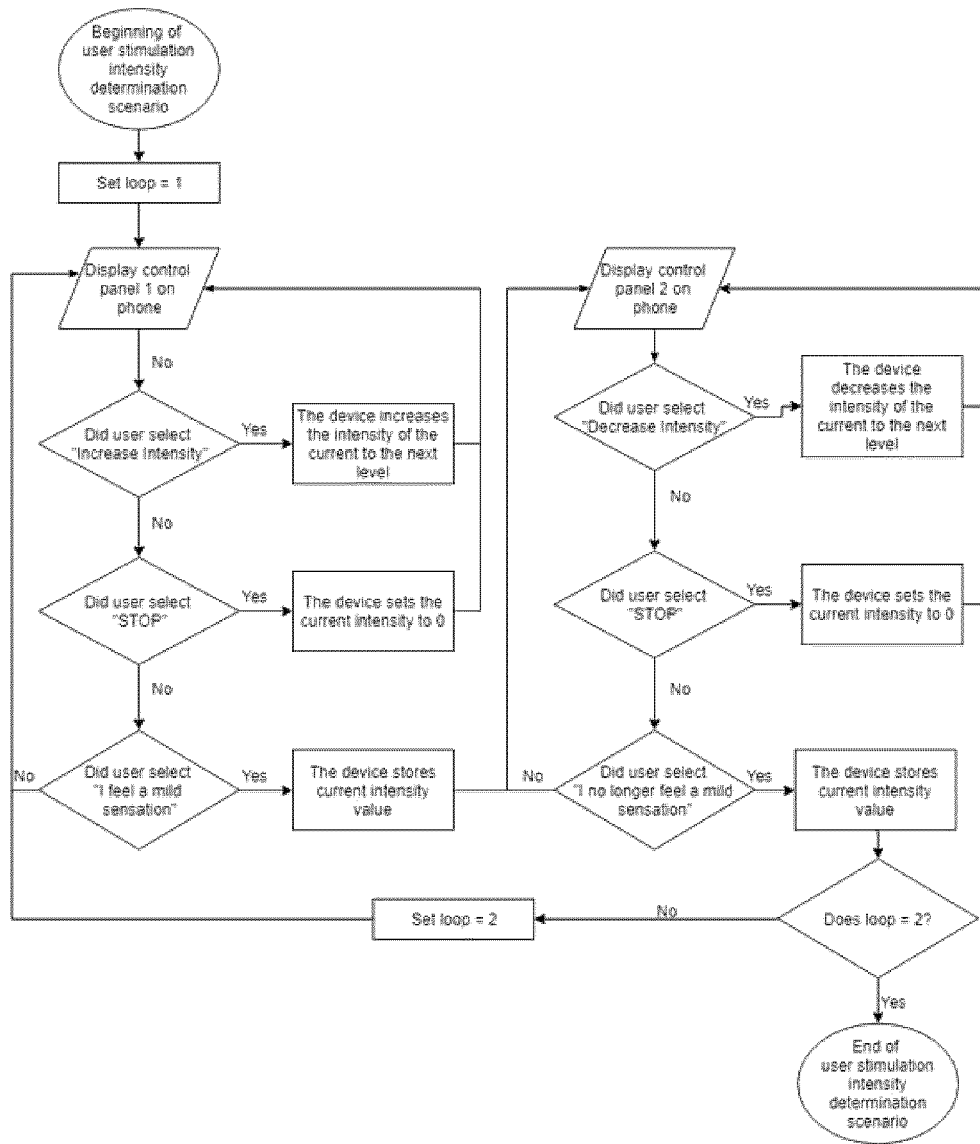 Beginning of
user stimulation
intensity
determination
scenario
Set loop = 1
Display control
panel 1 on
phone
No
Did user select
"Increase Intensity"
Yes
The device increases
the intensity of the
current to the next
level
No
Did user select
"STOP"
Yes
The device sets the
current intensity to 0
No
Did user select
"I feel a mild
sensation"
No
Yes
The device stores
current intensity
value
Display control
panel 2 on
phone
Did user select
"Decrease Intensity"
Yes
The device
decreases the
intensity of the
current to the next
level
No
Did user select
"STOP"
Yes
The device sets the
current intensity to 0
No
Did user select
"I no longer feel a mild
sensation"
No
Yes
The device stores
current intensity
value
Does loop = 2?
No
Set loop = 2
Yes
End of
user stimulation
intensity
determination
scenario